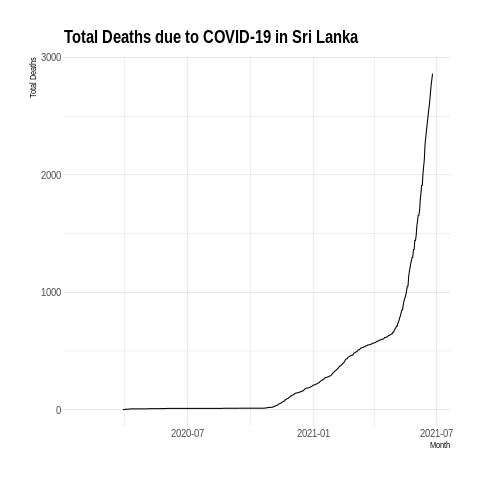 Total Deaths due to COVID-19 in Sri Lanka
Total Deaths
3000
2000
1000
0
2020-07
2021-01
2021-07
Month